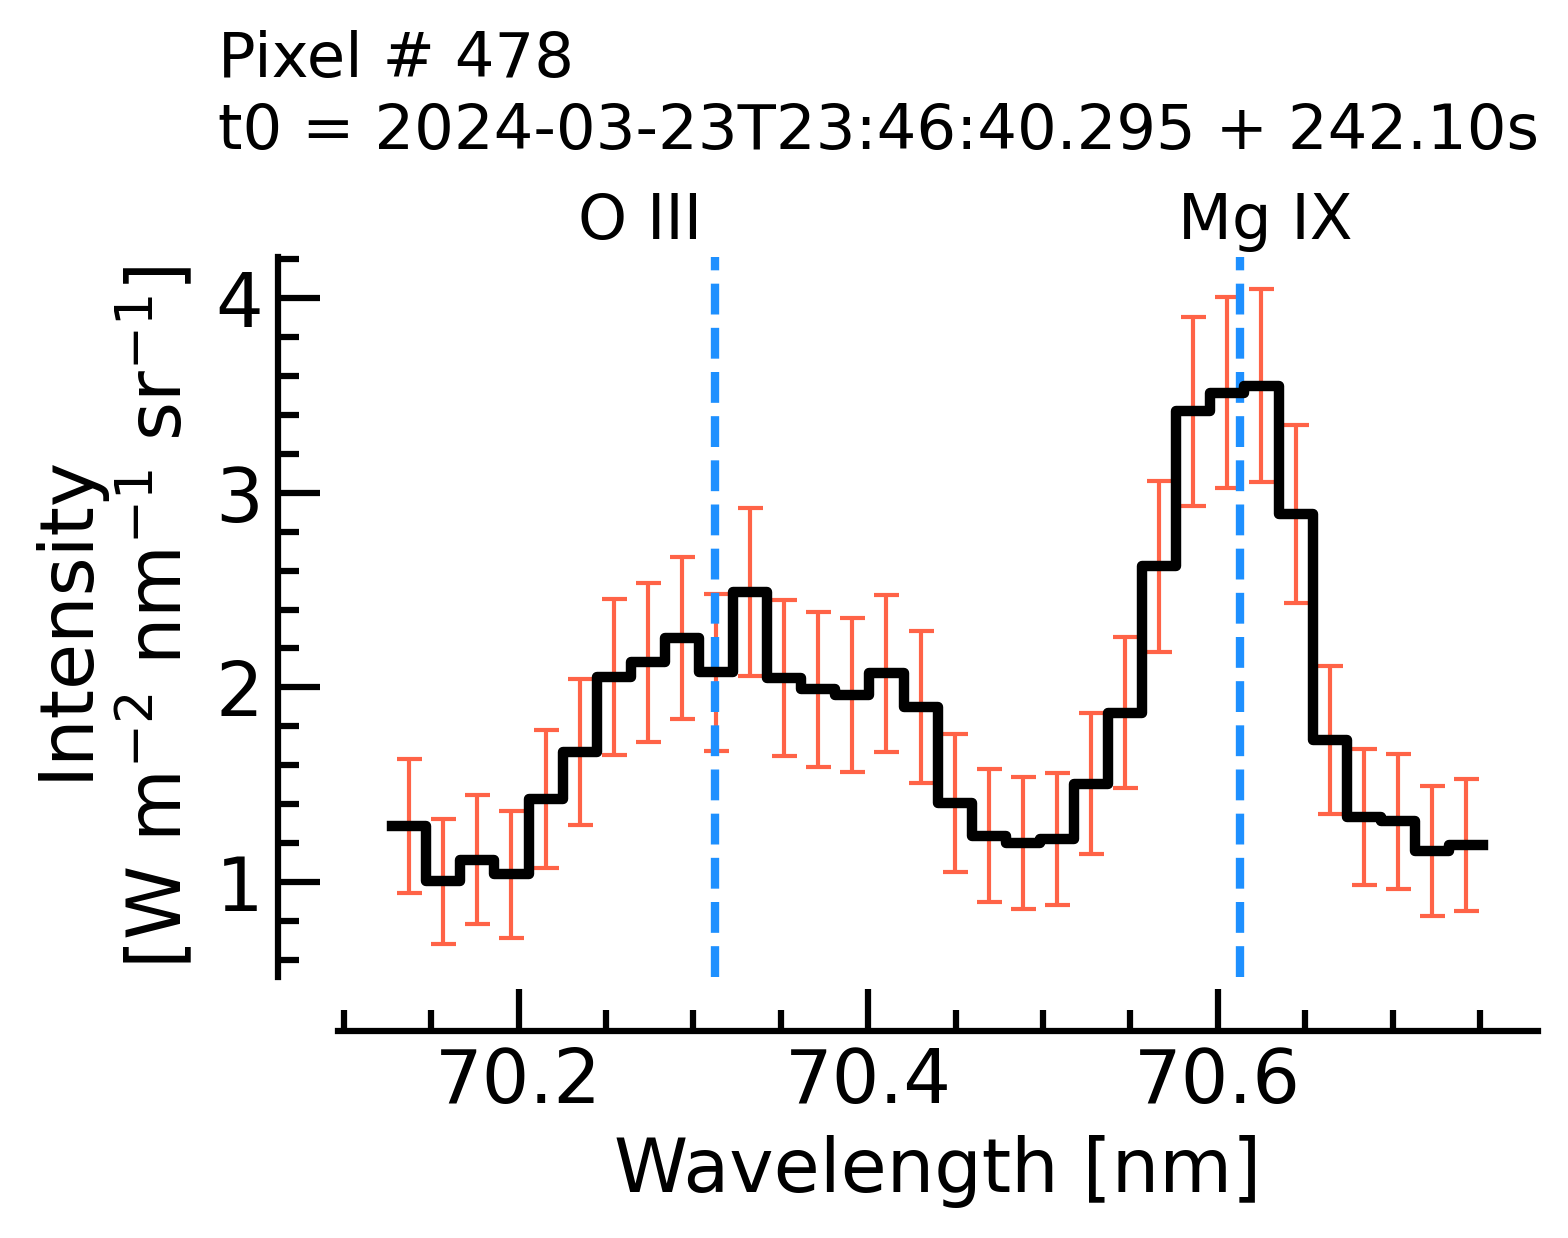 Pixel # 478
t0 = 2024-03-23T23:46:40.295 + 242.10s
O III
Mg IX
Intensity
[W m⁻² nm⁻¹ sr⁻¹]
4
3
2
1
70.2
70.4
70.6
Wavelength [nm]